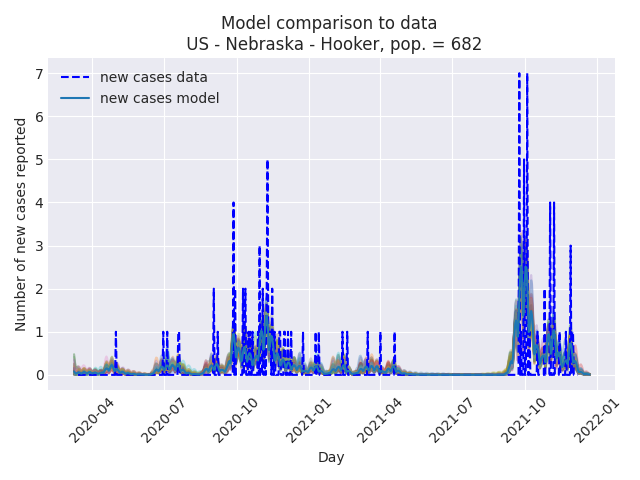 Model comparison to data
US - Nebraska - Hooker, pop. = 682
new cases data
new cases model
Number of new cases reported
7
6
5
4
3
2
1
0
2020-04
2020-07
2020-10
2021-01
2021-04
2021-07
2021-10
2022-01
Day